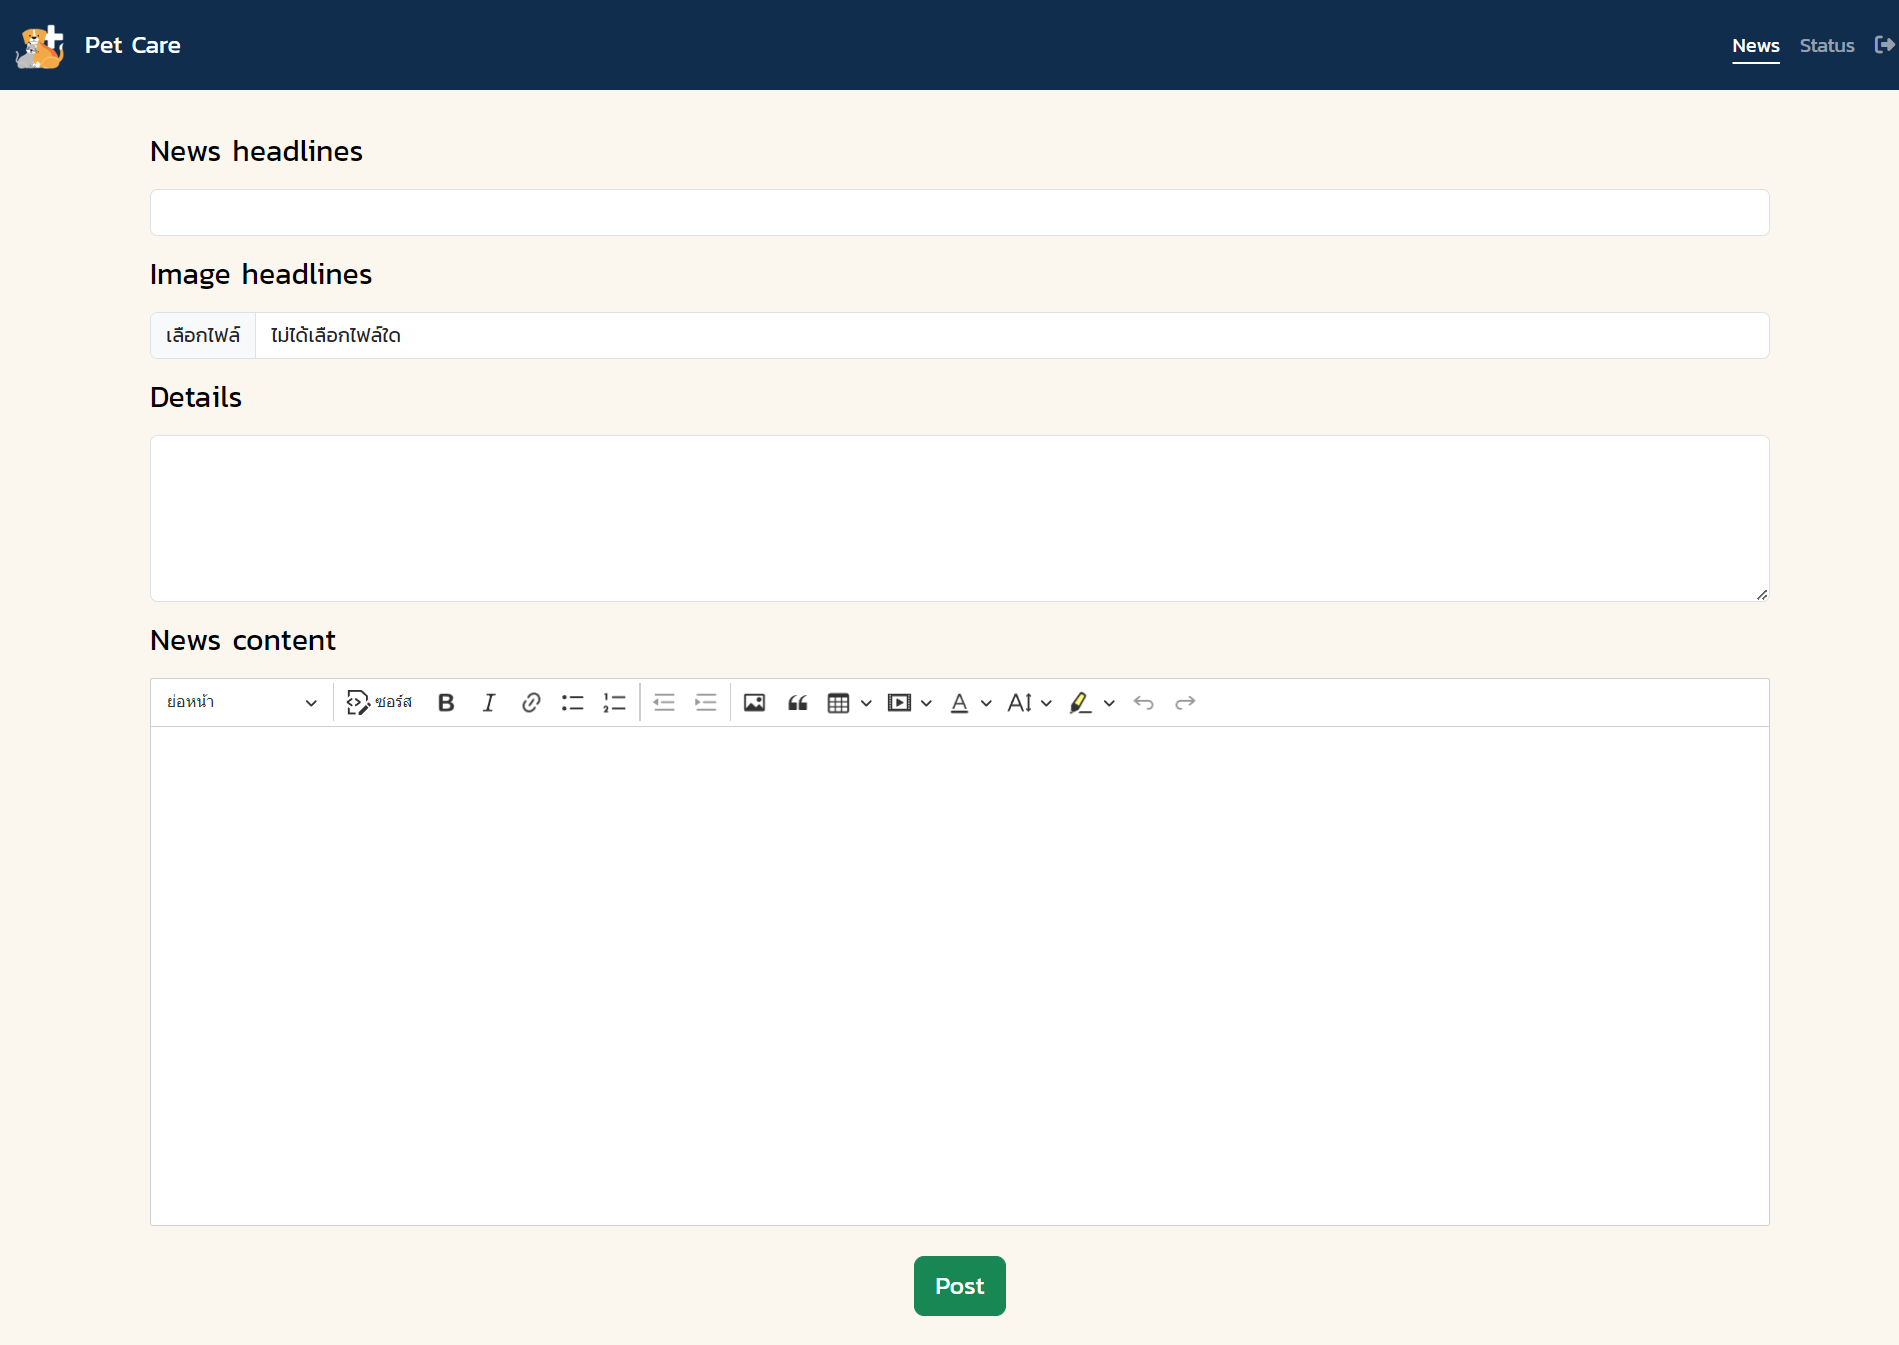 Pet Care
News Status
News headlines
Image headlines
เลือกไฟล์ ไม่ได้เลือกไฟล์ใด
Details
News content
ย่อหน้า ซอร์ส
Post